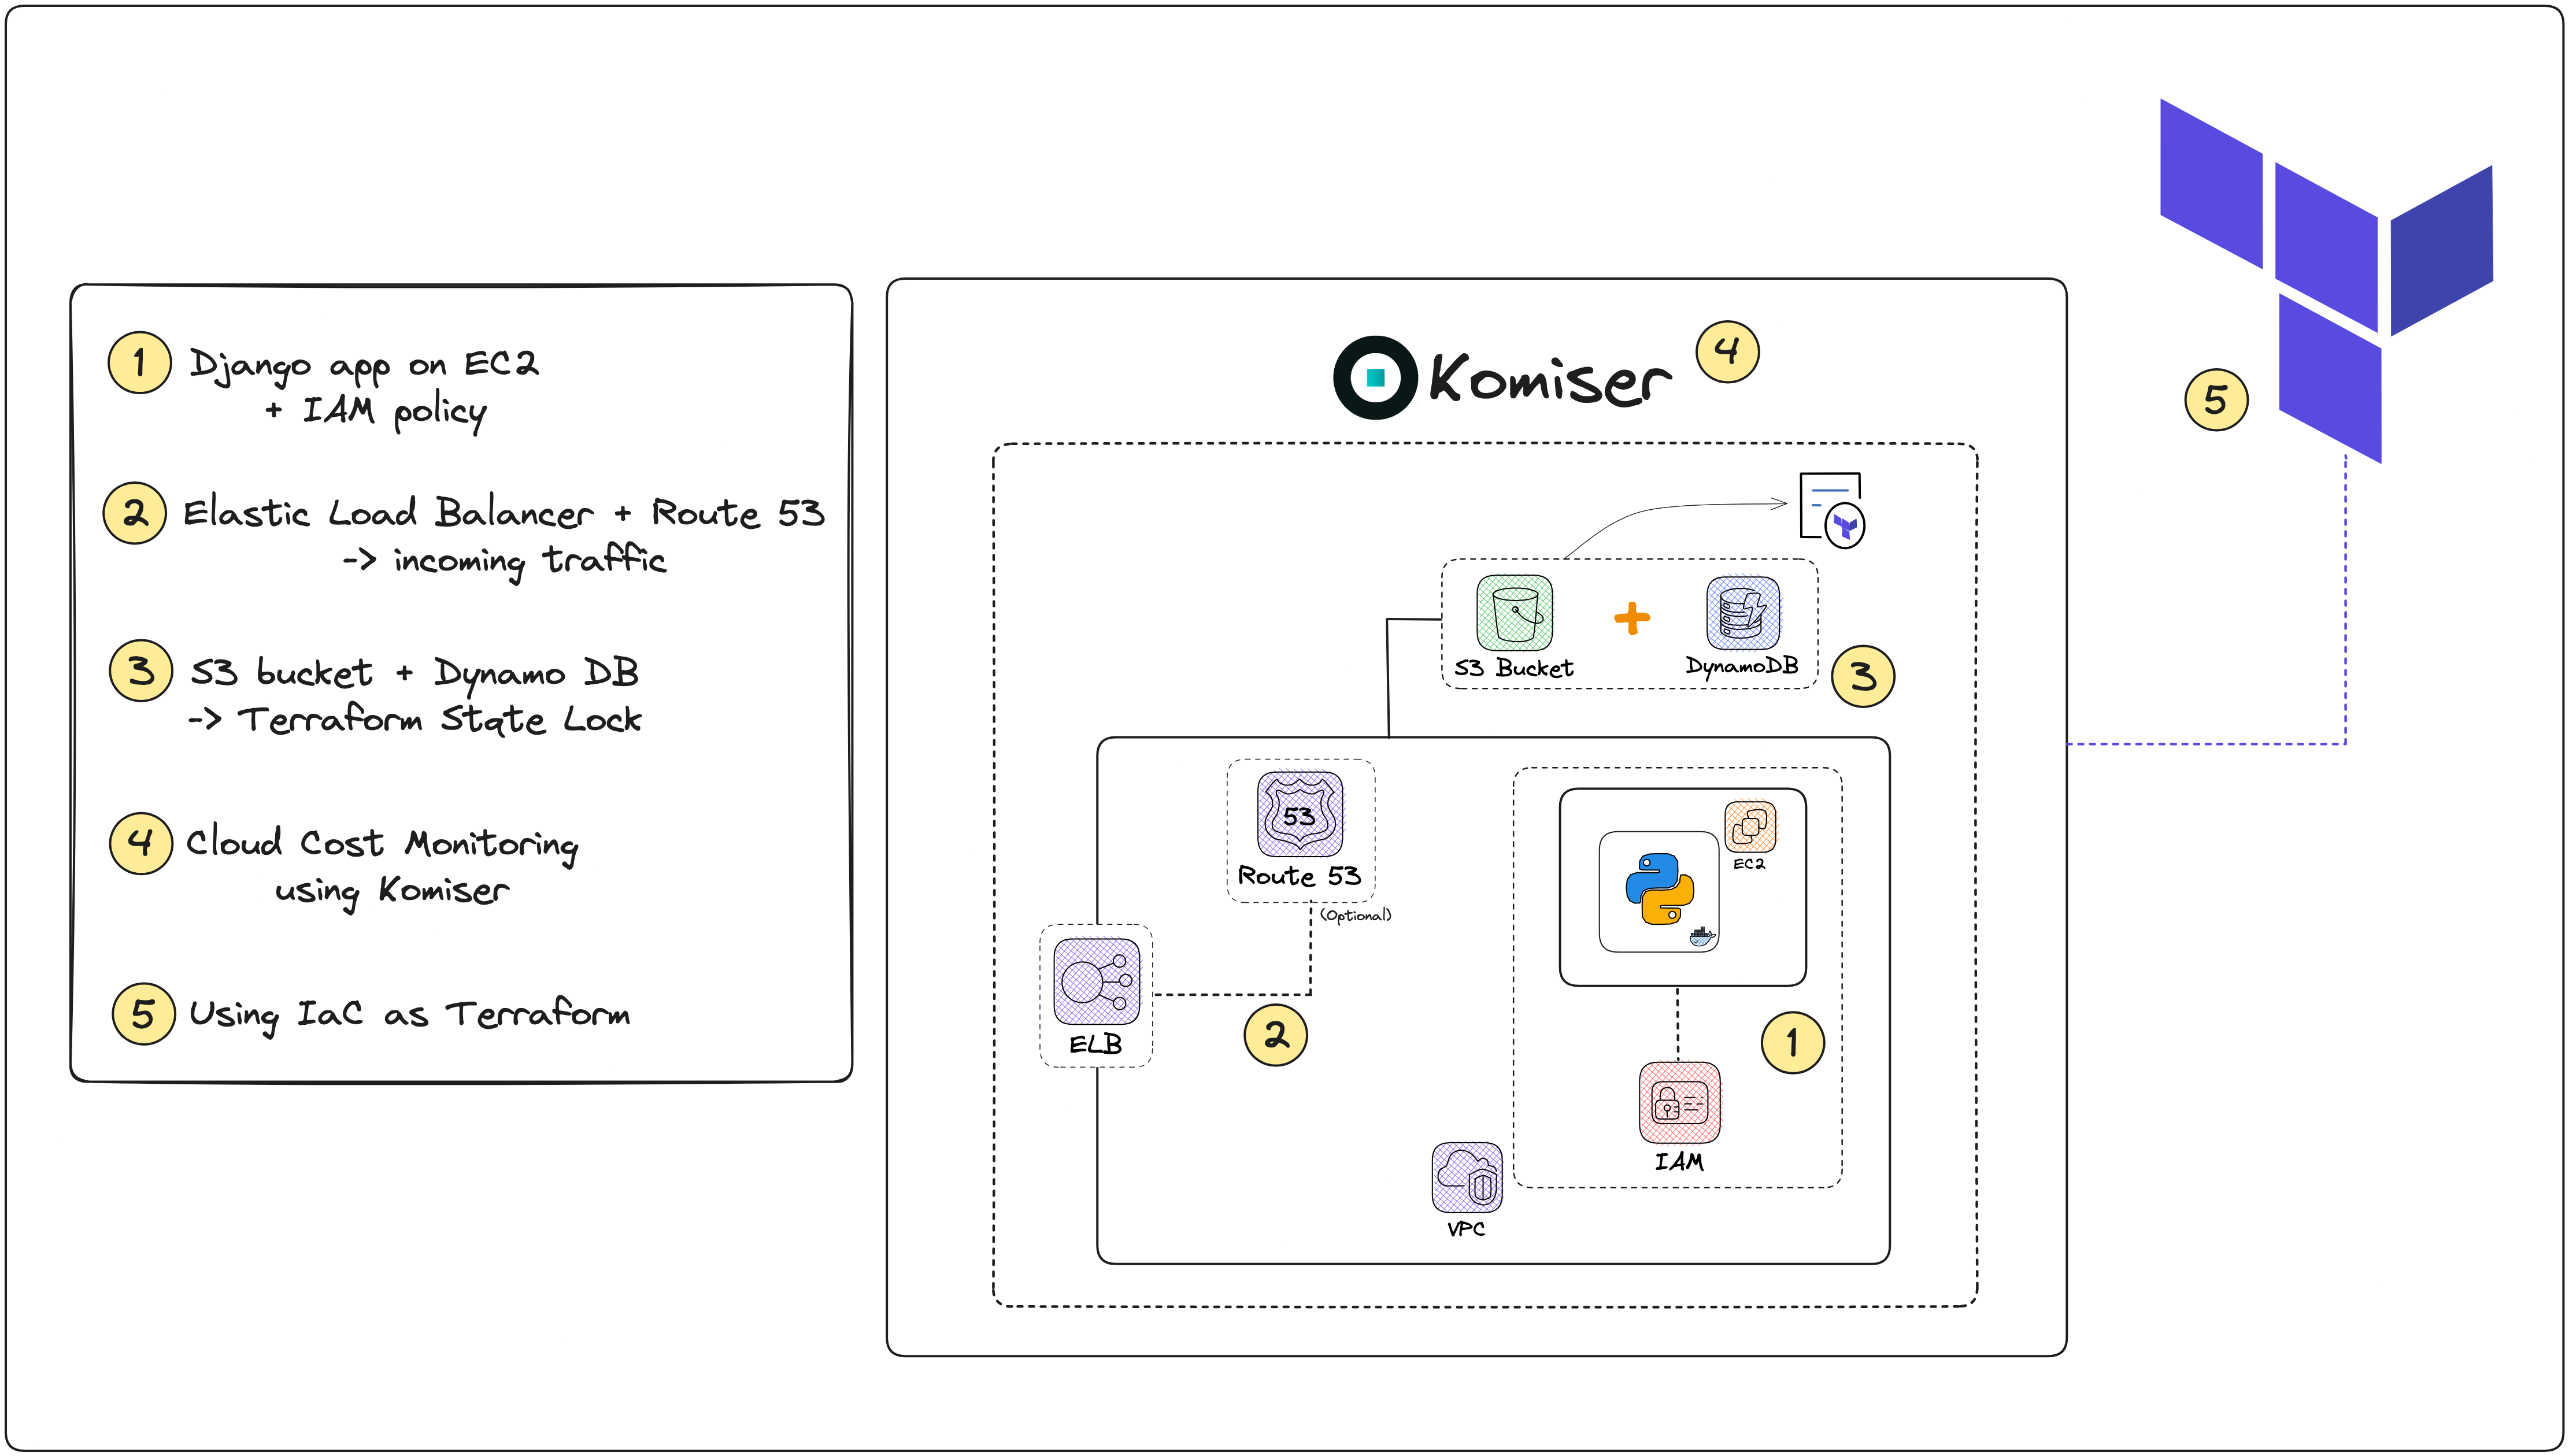 1
Django app on EC2
+ IAM policy
2
Elastic Load Balancer + Route 53
-> incoming traffic
3
S3 bucket + Dynamo DB
-> Terraform State Lock
4
Cloud Cost Monitoring
using Komiser
5
Using IaC as Terraform
Komiser
4
5
S3 Bucket
DynamoDB
3
53
Route 53
(Optional)
EC2
ELB
2
1
IAM
VPC